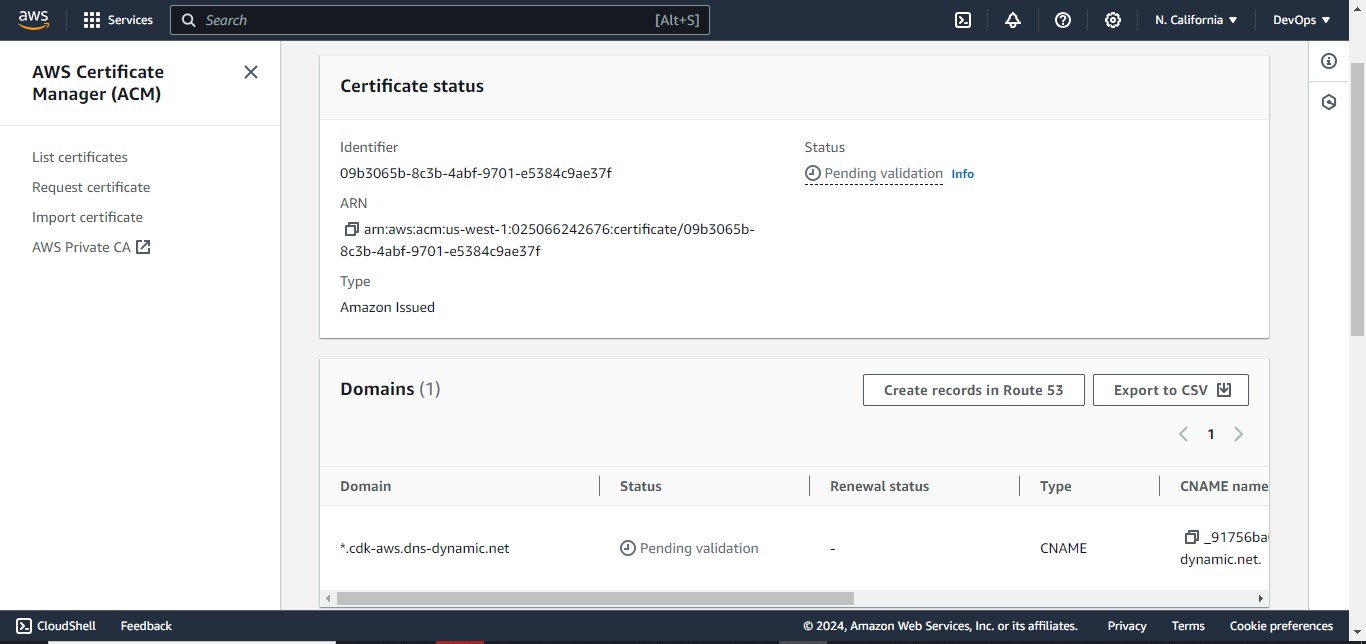 aws
Services
Search
[Alt+S]
N. California
DevOps
AWS Certificate
Manager (ACM)
List certificates
Request certificate
Import certificate
AWS Private CA
Certificate status
Identifier
09b3065b-8c3b-4abf-9701-e5384c9ae37f
Status
Pending validation Info
ARN
arn:aws:acm:us-west-1:025066242676:certificate/09b3065b-
8c3b-4abf-9701-e5384c9ae37f
Type
Amazon Issued
Domains (1)
Create records in Route 53
Export to CSV
1
Domain
Status
Renewal status
Type
CNAME name
*.cdk-aws.dns-dynamic.net
Pending validation
-
CNAME
_91756ba
dynamic.net.
CloudShell
Feedback
© 2024, Amazon Web Services, Inc. or its affiliates.
Privacy
Terms
Cookie preferences